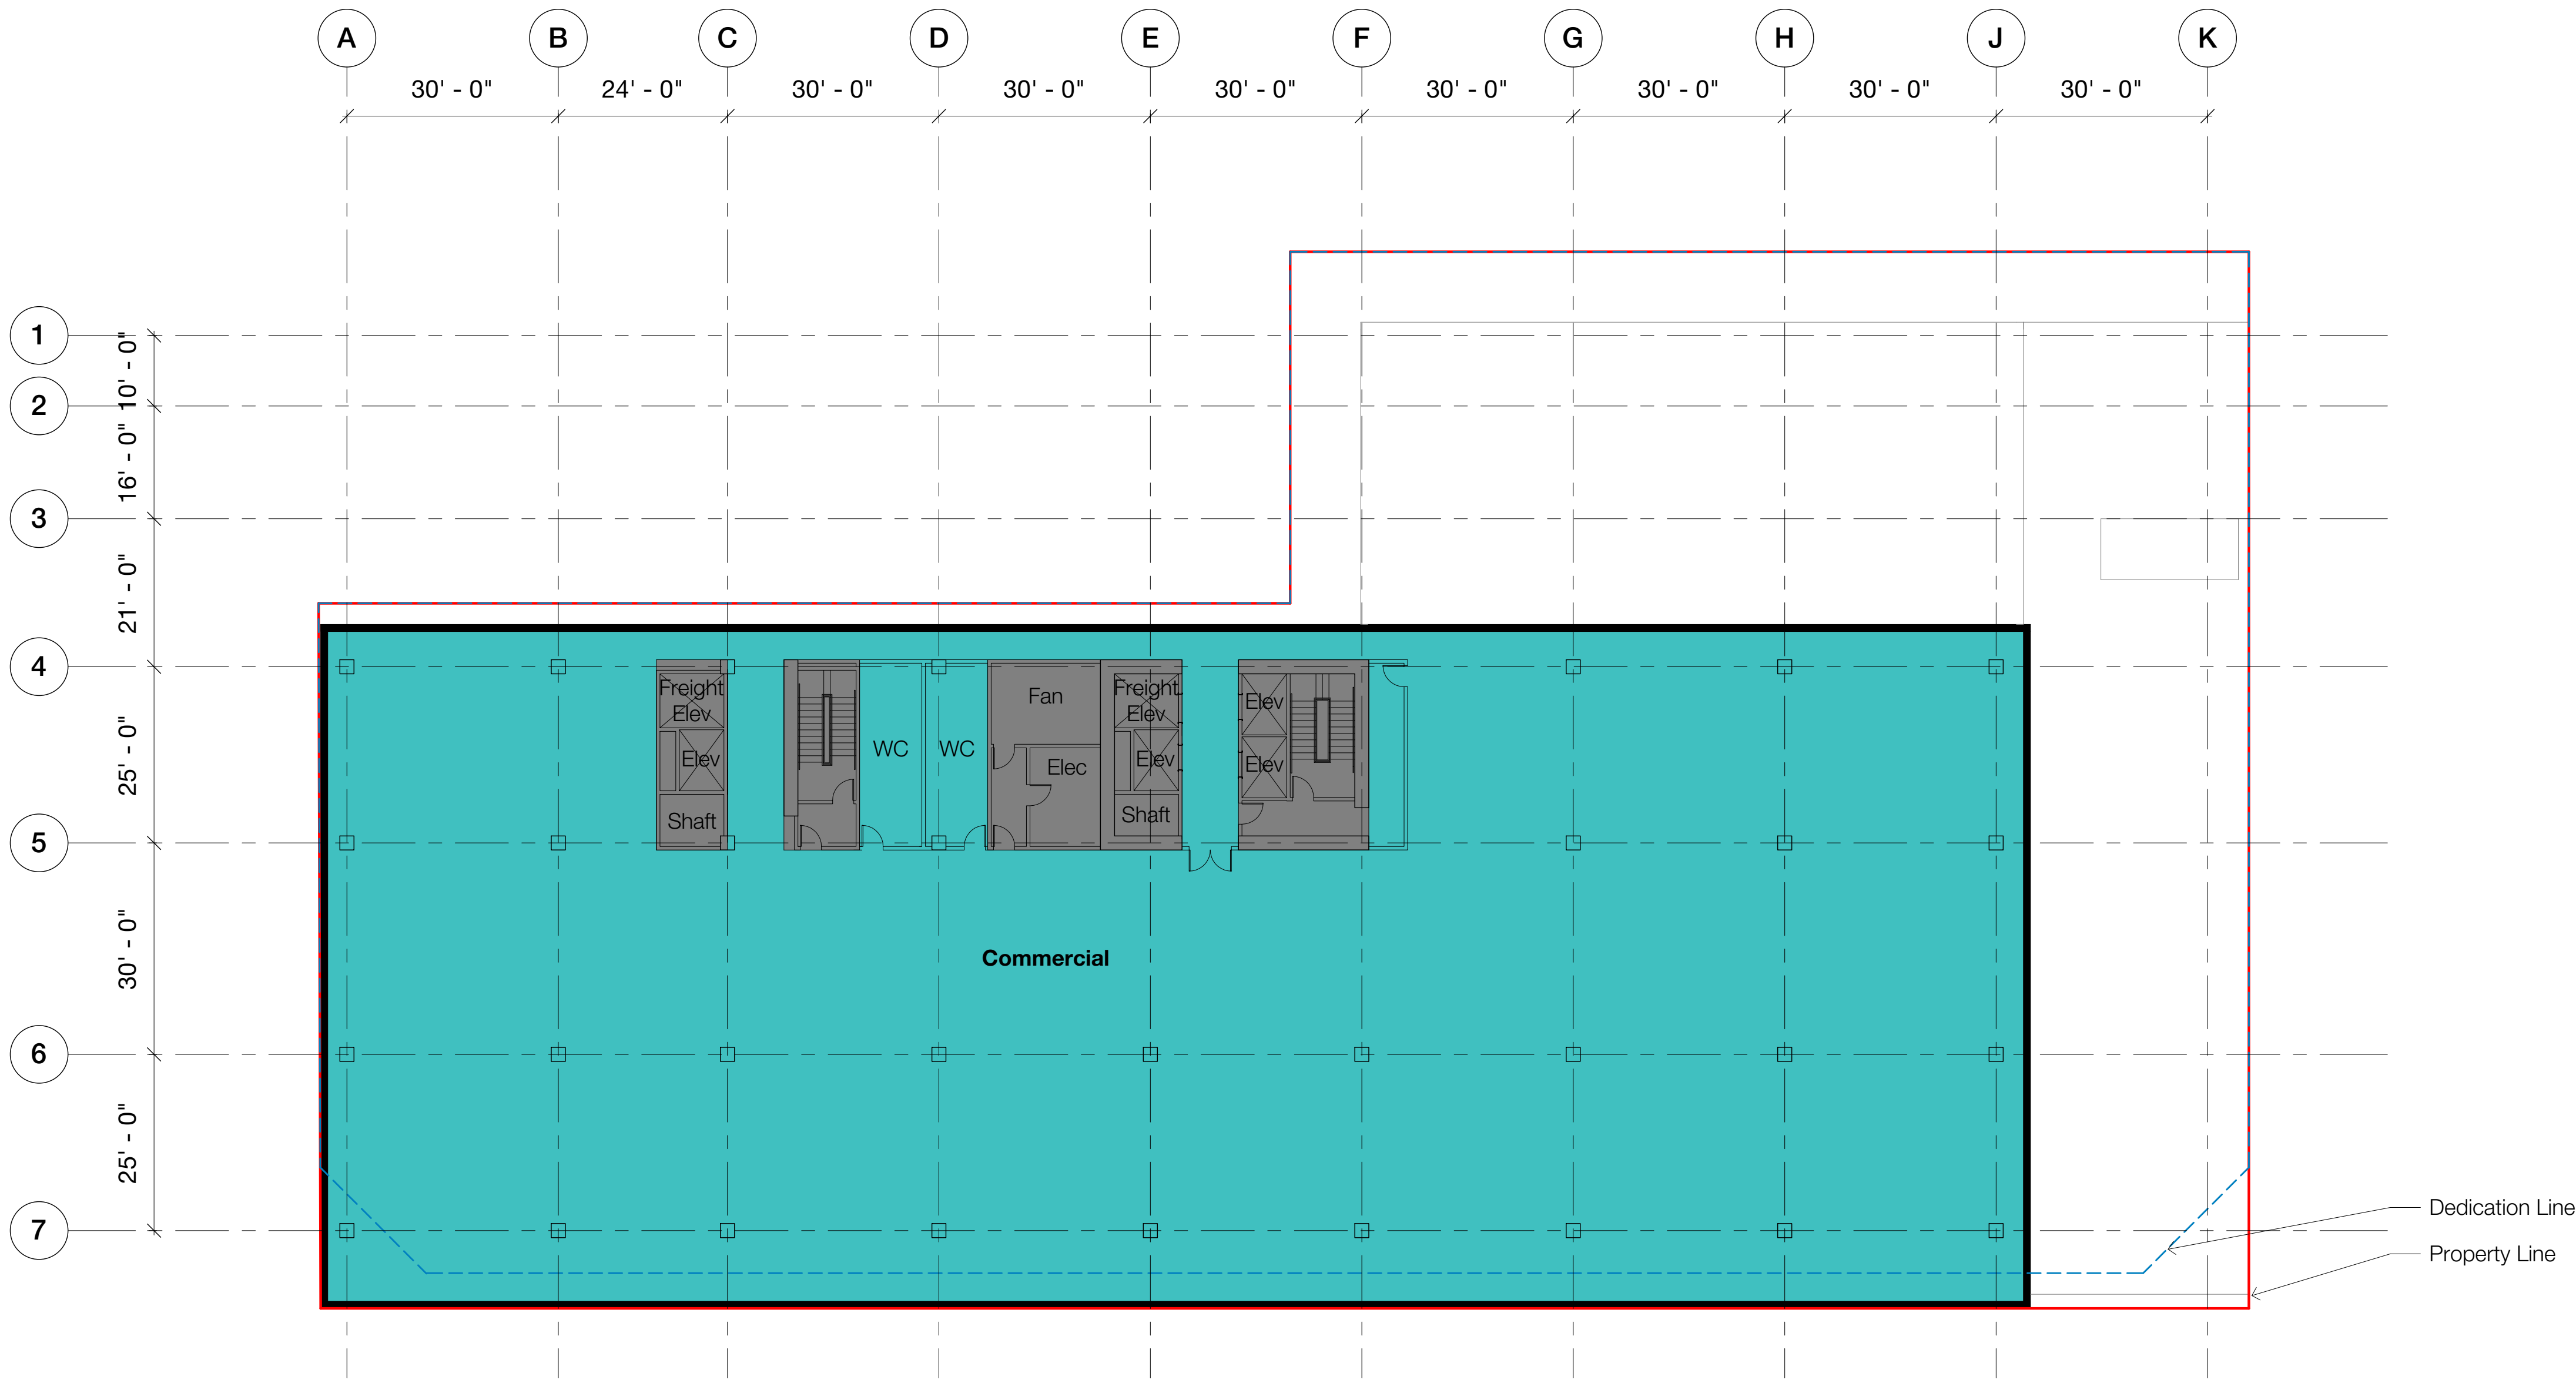 A B C D E F G H J K
30' - 0" 24' - 0" 30' - 0" 30' - 0" 30' - 0" 30' - 0" 30' - 0" 30' - 0" 30' - 0"
1
10' - 0"
2
16' - 0"
3
21' - 0"
4
25' - 0"
5
30' - 0"
6
25' - 0"
7
Freight
Elev
Elev
Shaft
WC
WC
Fan
Elec
Freight
Elev
Elev
Shaft
Elev
Elev
Commercial
Dedication Line
Property Line